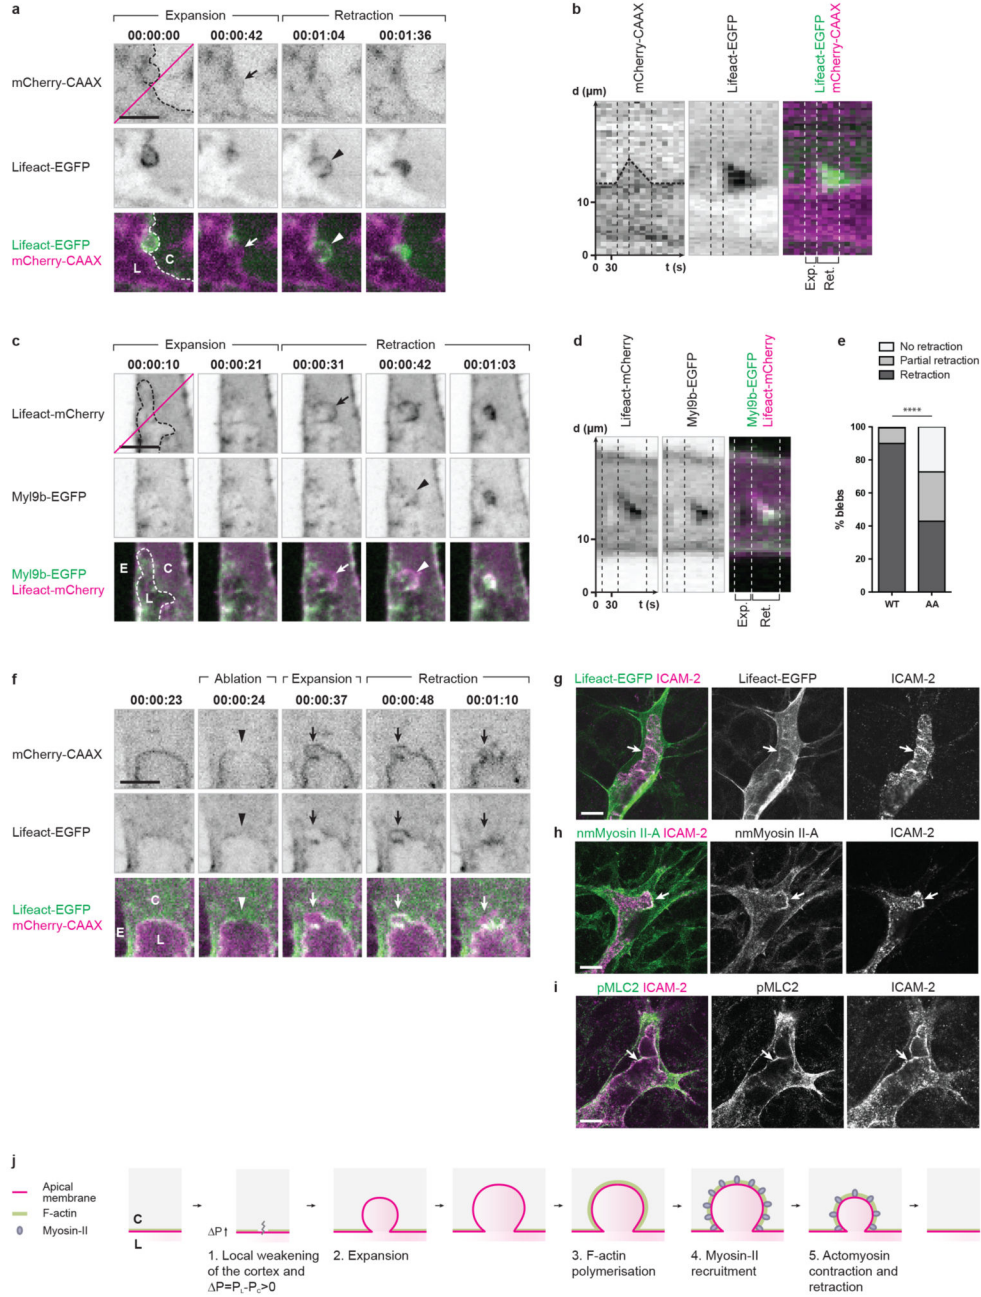 a
Expansion Retraction
00:00:00 00:00:42 00:01:04 00:01:36
mCherry-CAAX
Lifeact-EGFP
Lifeact-EGFP
mCherry-CAAX
L C
b
mCherry-CAAX
Lifeact-EGFP
Lifeact-EGFP
mCherry-CAAX
d (µm)
10
0
0 30 t (s)
Exp.
Ret.
c
Expansion Retraction
00:00:10 00:00:21 00:00:31 00:00:42 00:01:03
Lifeact-mCherry
Myl9b-EGFP
Myl9b-EGFP
Lifeact-mCherry
E C
L
d
Lifeact-mCherry
Myl9b-EGFP
Myl9b-EGFP
Lifeact-mCherry
d (µm)
10
0
0 30 t (s)
Exp.
Ret.
e
No retraction
Partial retraction
Retraction
****
100
80
60
40
20
0
% blebs
WT AA
f
Ablation Expansion Retraction
00:00:23 00:00:24 00:00:37 00:00:48 00:01:10
mCherry-CAAX
Lifeact-EGFP
Lifeact-EGFP
mCherry-CAAX
C
E
L
g
Lifeact-EGFP ICAM-2 Lifeact-EGFP ICAM-2
h
nmMyosin II-A ICAM-2 nmMyosin II-A ICAM-2
i
pMLC2 ICAM-2 pMLC2 ICAM-2
j
Apical
membrane
F-actin
Myosin-II
C
L
ΔP↑
1. Local weakening
of the cortex and
ΔP=PL-PC>0
2. Expansion
3. F-actin
polymerisation
4. Myosin-II
recruitment
5. Actomyosin
contraction and
retraction